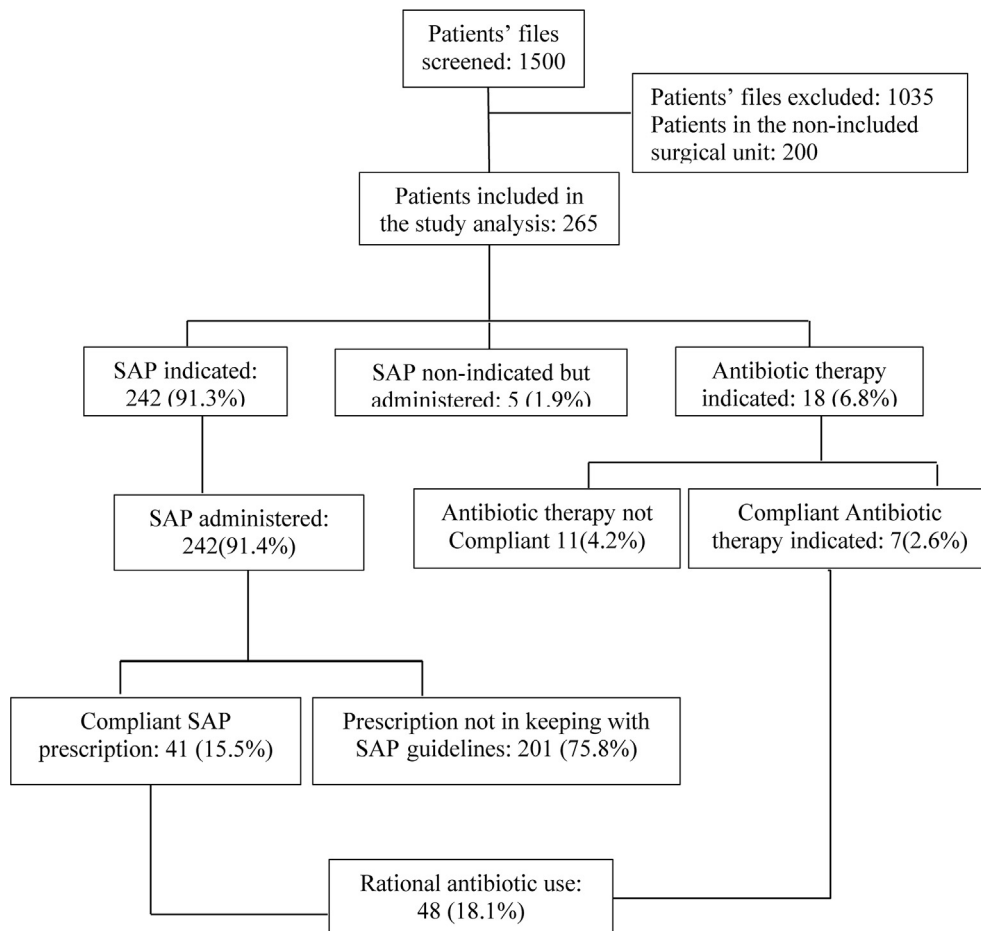 Patients' files
screened: 1500
Patients' files excluded: 1035
Patients in the non-included
surgical unit: 200
Patients included in
the study analysis: 265
SAP indicated:
242 (91.3%)
SAP non-indicated but
administered: 5 (1.9%)
Antibiotic therapy
indicated: 18 (6.8%)
SAP administered:
242(91.4%)
Antibiotic therapy not
Compliant 11(4.2%)
Compliant Antibiotic
therapy indicated: 7(2.6%)
Compliant SAP
prescription: 41 (15.5%)
Prescription not in keeping with
SAP guidelines: 201 (75.8%)
Rational antibiotic use:
48 (18.1%)